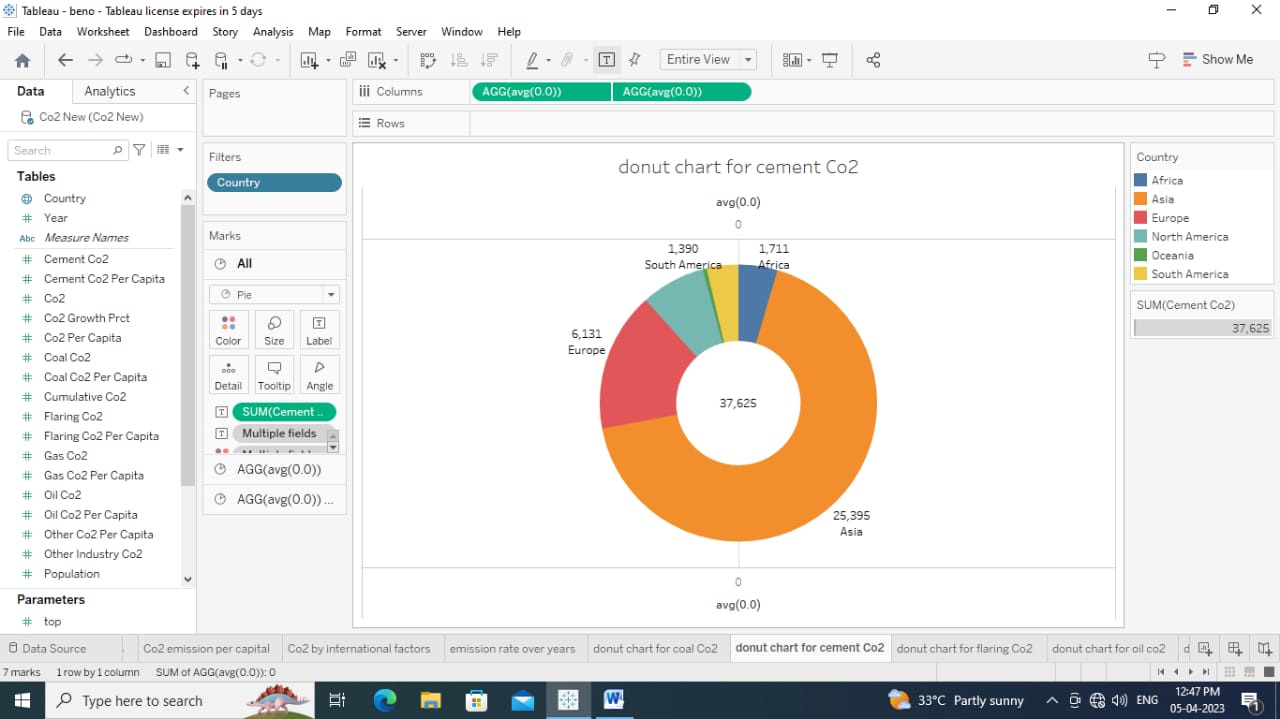 Tableau - beno - Tableau license expires in 5 days
File Data Worksheet Dashboard Story Analysis Map Format Server Window Help
Entire View
Show Me
Data Analytics
Co2 New (Co2 New)
Search
Tables
Country
Year
Abc Measure Names
Cement Co2
Cement Co2 Per Capita
Co2
Co2 Growth Prct
Co2 Per Capita
Coal Co2
Coal Co2 Per Capita
Cumulative Co2
Flaring Co2
Flaring Co2 Per Capita
Gas Co2
Gas Co2 Per Capita
Oil Co2
Oil Co2 Per Capita
Other Co2 Per Capita
Other Industry Co2
Population
Parameters
top
Pages
Filters
Country
Marks
All
Pie
Color Size Label
Detail Tooltip Angle
SUM(Cement ..
Multiple fields
AGG(avg(0.0))
AGG(avg(0.0)) ...
Columns AGG(avg(0.0)) AGG(avg(0.0))
Rows
donut chart for cement Co2
avg(0.0)
0
1,390
South America
1,711
Africa
6,131
Europe
37,625
25,395
Asia
0
avg(0.0)
Country
Africa
Asia
Europe
North America
Oceania
South America
SUM(Cement Co2)
37,625
Data Source Co2 emission per capital Co2 by international factors emission rate over years donut chart for coal Co2 donut chart for cement Co2 donut chart for flaring Co2 donut chart for oil co2 d
7 marks 1 row by 1 column SUM of AGG(avg(0.0)): 0
Type here to search
33°C Partly sunny
ENG
12:47 PM
05-04-2023
1